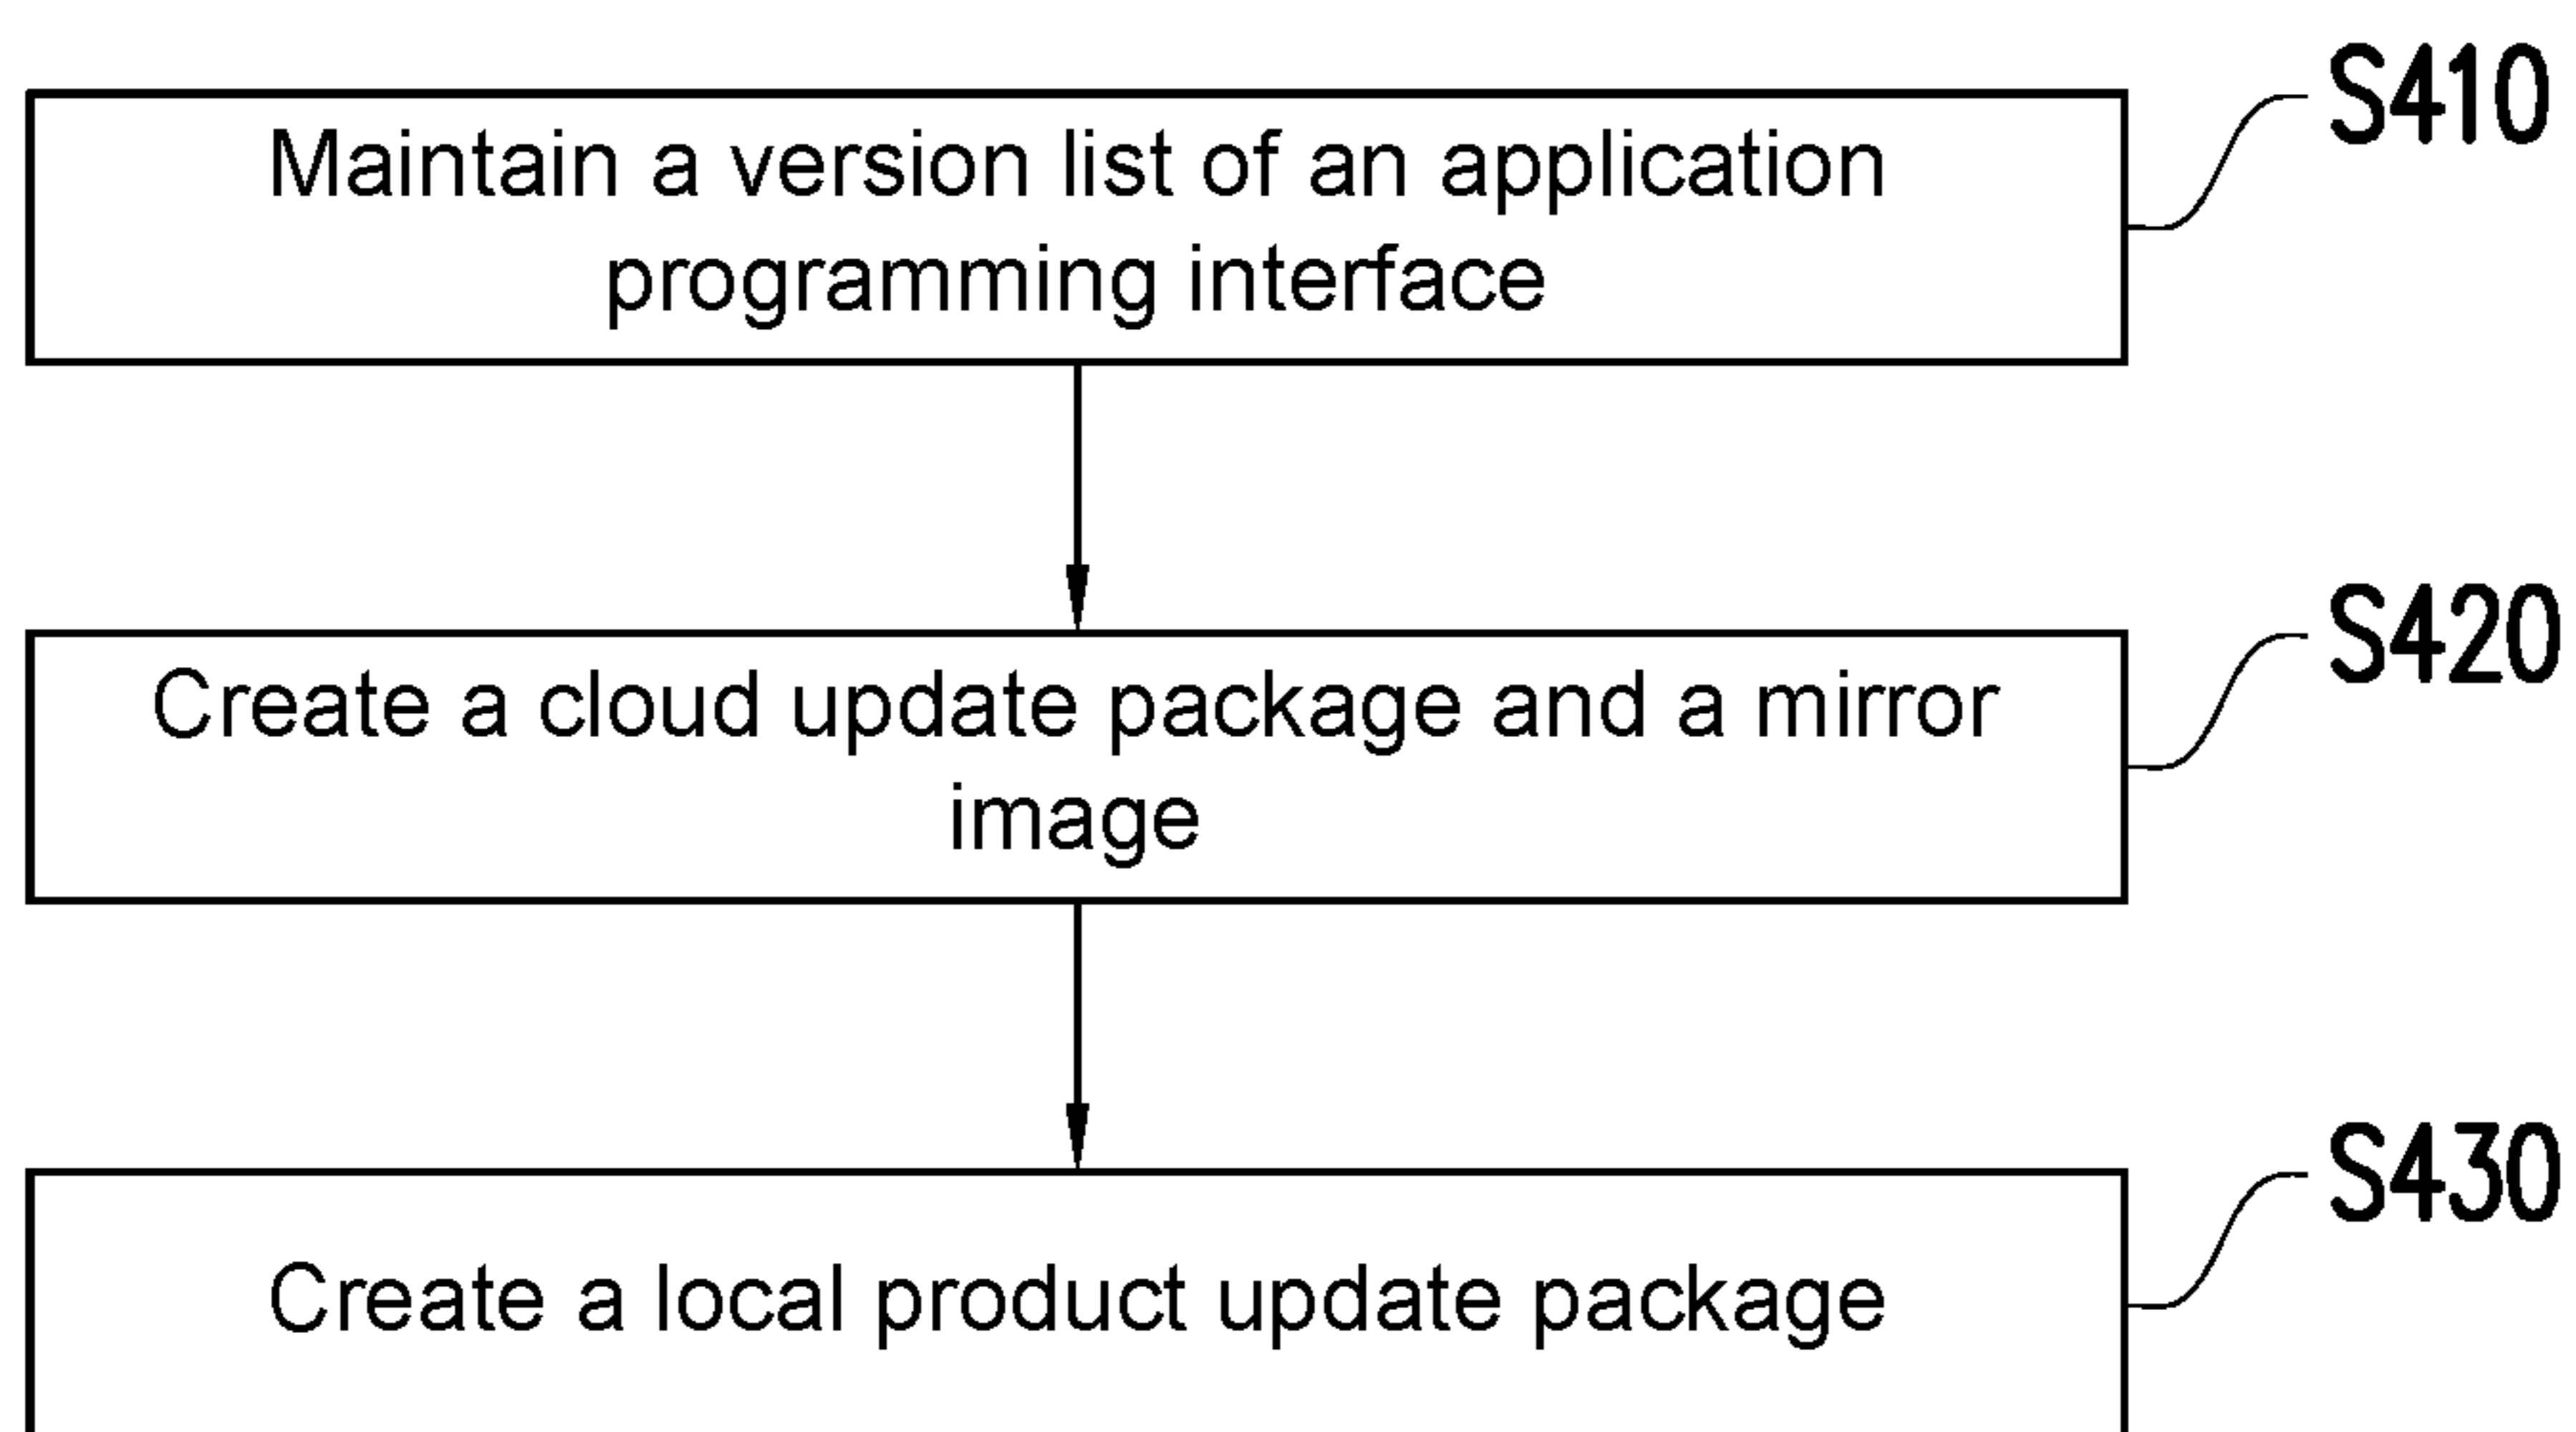 S410
Maintain a version list of an application
programming interface
S420
Create a cloud update package and a mirror
image
S430
Create a local product update package